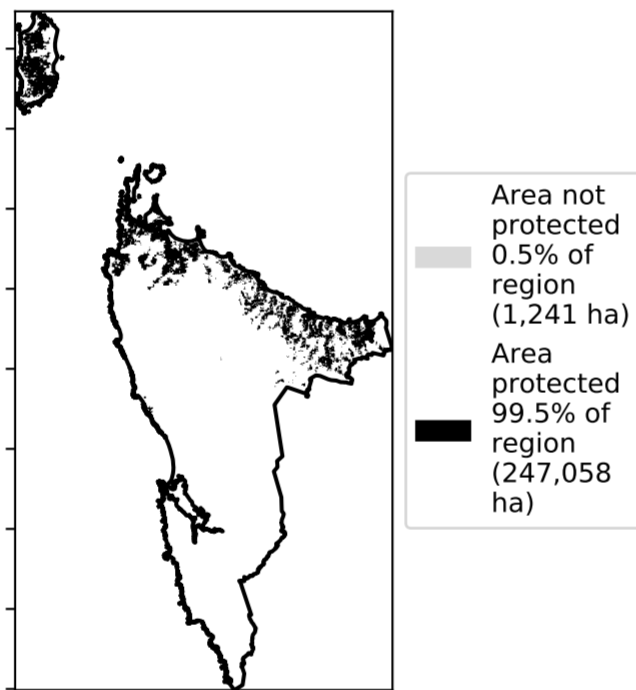 Area not
protected
0.5% of
region
(1,241 ha)
Area
protected
99.5% of
region
(247,058
ha)